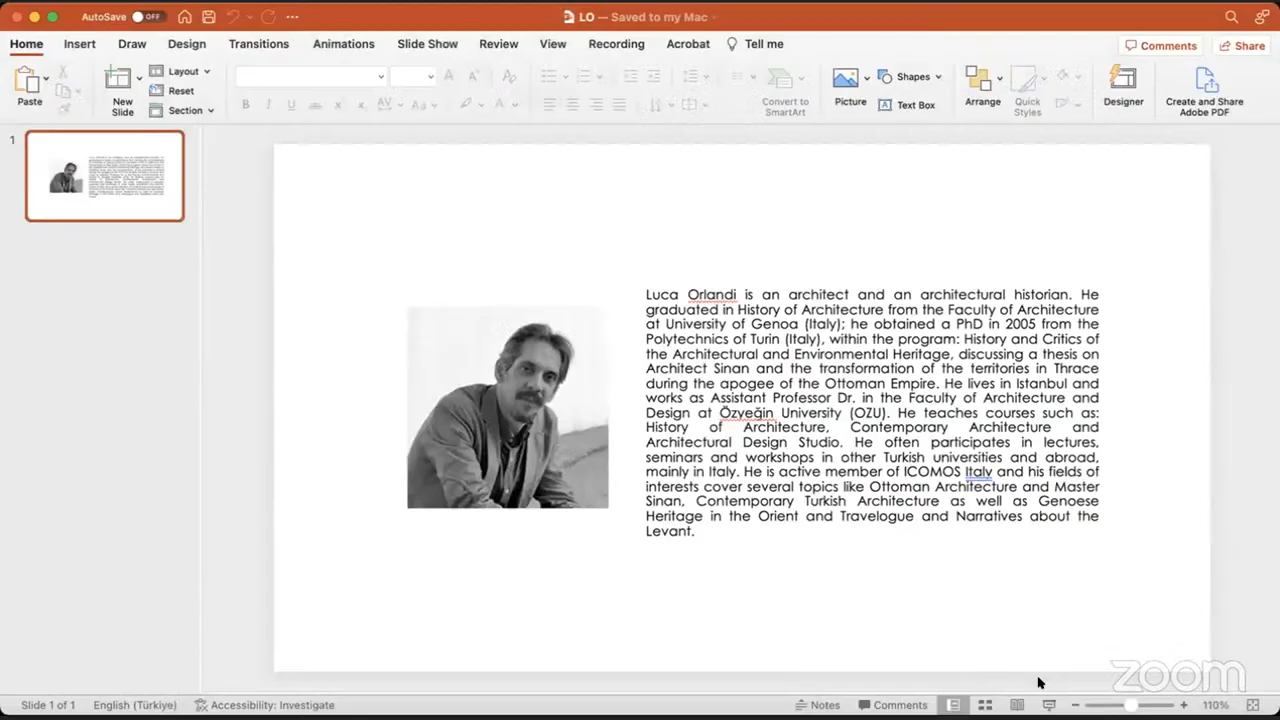 AutoSave OFF
LO — Saved to my Mac
Home Insert Draw Design Transitions Animations Slide Show Review View Recording Acrobat Tell me
Comments Share
Paste
New Slide
Layout
Reset
Section
Convert to SmartArt
Picture
Shapes
Text Box
Arrange
Quick Styles
Designer
Create and Share Adobe PDF
1
Luca Orlandi is an architect and an architectural historian. He
graduated in History of Architecture from the Faculty of Architecture
at University of Genoa (Italy); he obtained a PhD in 2005 from the
Polytechnics of Turin (Italy), within the program: History and Critics of
the Architectural and Environmental Heritage, discussing a thesis on
Architect Sinan and the transformation of the territories in Thrace
during the apogee of the Ottoman Empire. He lives in Istanbul and
works as Assistant Professor Dr. in the Faculty of Architecture and
Design at Özyeğin University (OZU). He teaches courses such as:
History of Architecture, Contemporary Architecture and
Architectural Design Studio. He often participates in lectures,
seminars and workshops in other Turkish universities and abroad,
mainly in Italy. He is active member of ICOMOS Italy and his fields of
interests cover several topics like Ottoman Architecture and Master
Sinan, Contemporary Turkish Architecture as well as Genoese
Heritage in the Orient and Travelogue and Narratives about the
Levant.
zoom
Slide 1 of 1 English (Türkiye) Accessibility: Investigate Notes Comments 110%